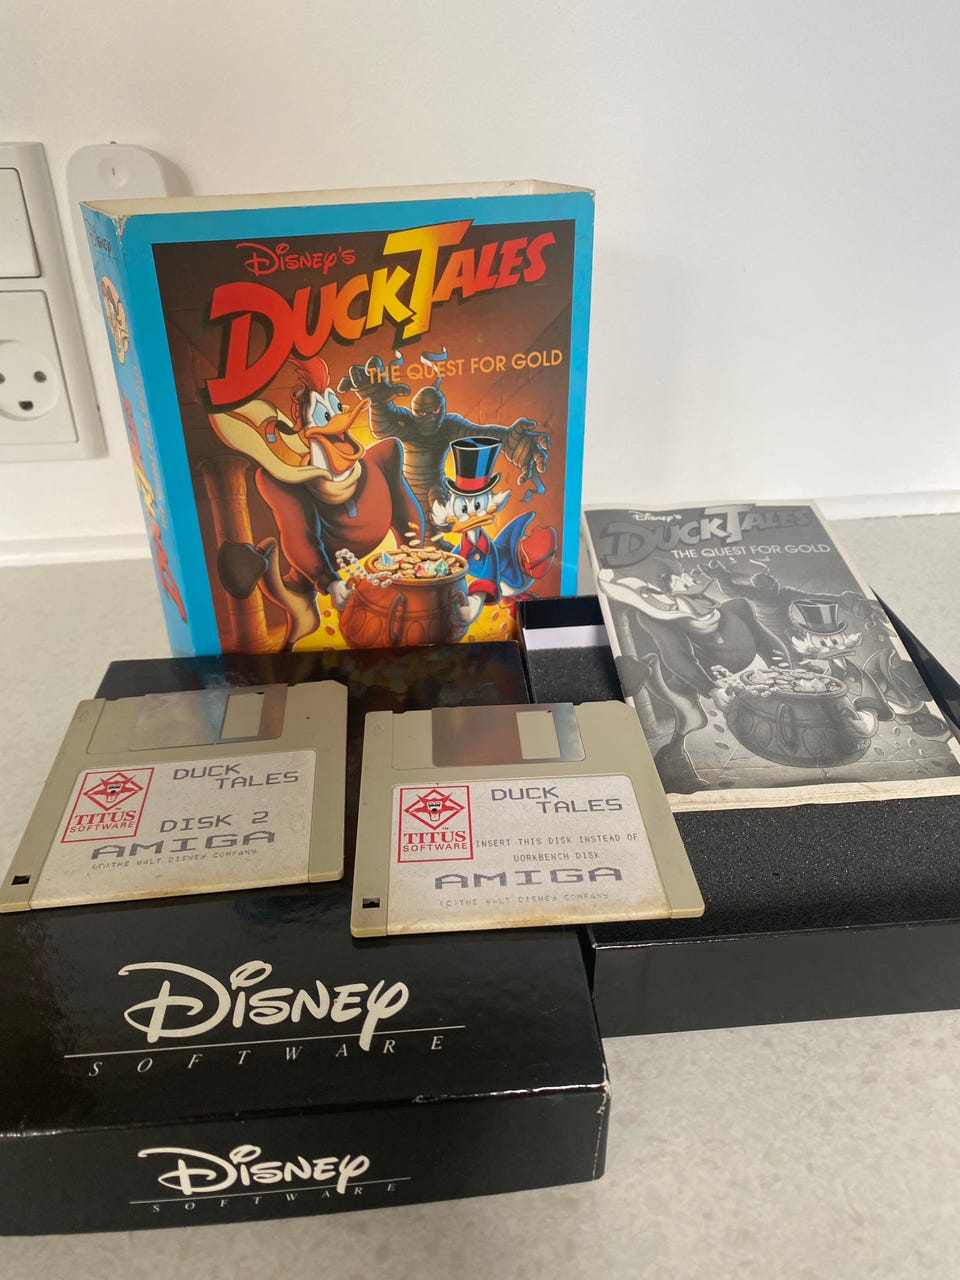 Disney's
DUCKTALES
THE QUEST FOR GOLD
Disney's
DUCKTALES
THE QUEST FOR GOLD
TITUS
SOFTWARE
DUCK
TALES
DISK 2
AMIGA
(C)THE WALT DISNEY COMPANY
TITUS
SOFTWARE
DUCK
TALES
INSERT THIS DISK INSTEAD OF
WORKBENCH DISK
AMIGA
(C)THE WALT DISNEY COMPANY
Disney
SOFTWARE
Disney
SOFTWARE
DUCKTALES